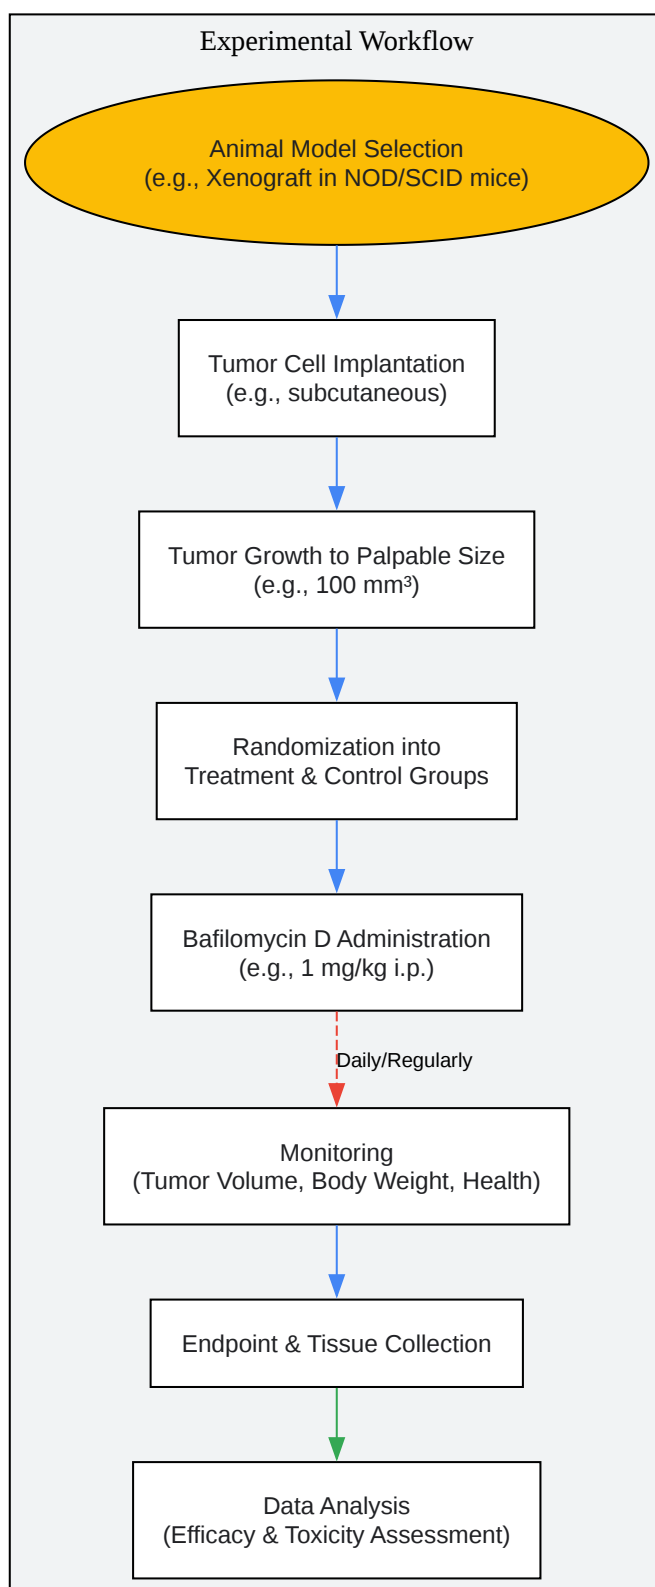 Experimental Workflow
Animal Model Selection
(e.g., Xenograft in NOD/SCID mice)
Tumor Cell Implantation
(e.g., subcutaneous)
Tumor Growth to Palpable Size
(e.g., 100 mm³)
Randomization into
Treatment & Control Groups
Bafilomycin D Administration
(e.g., 1 mg/kg i.p.)
Daily/Regularly
Monitoring
(Tumor Volume, Body Weight, Health)
Endpoint & Tissue Collection
Data Analysis
(Efficacy & Toxicity Assessment)